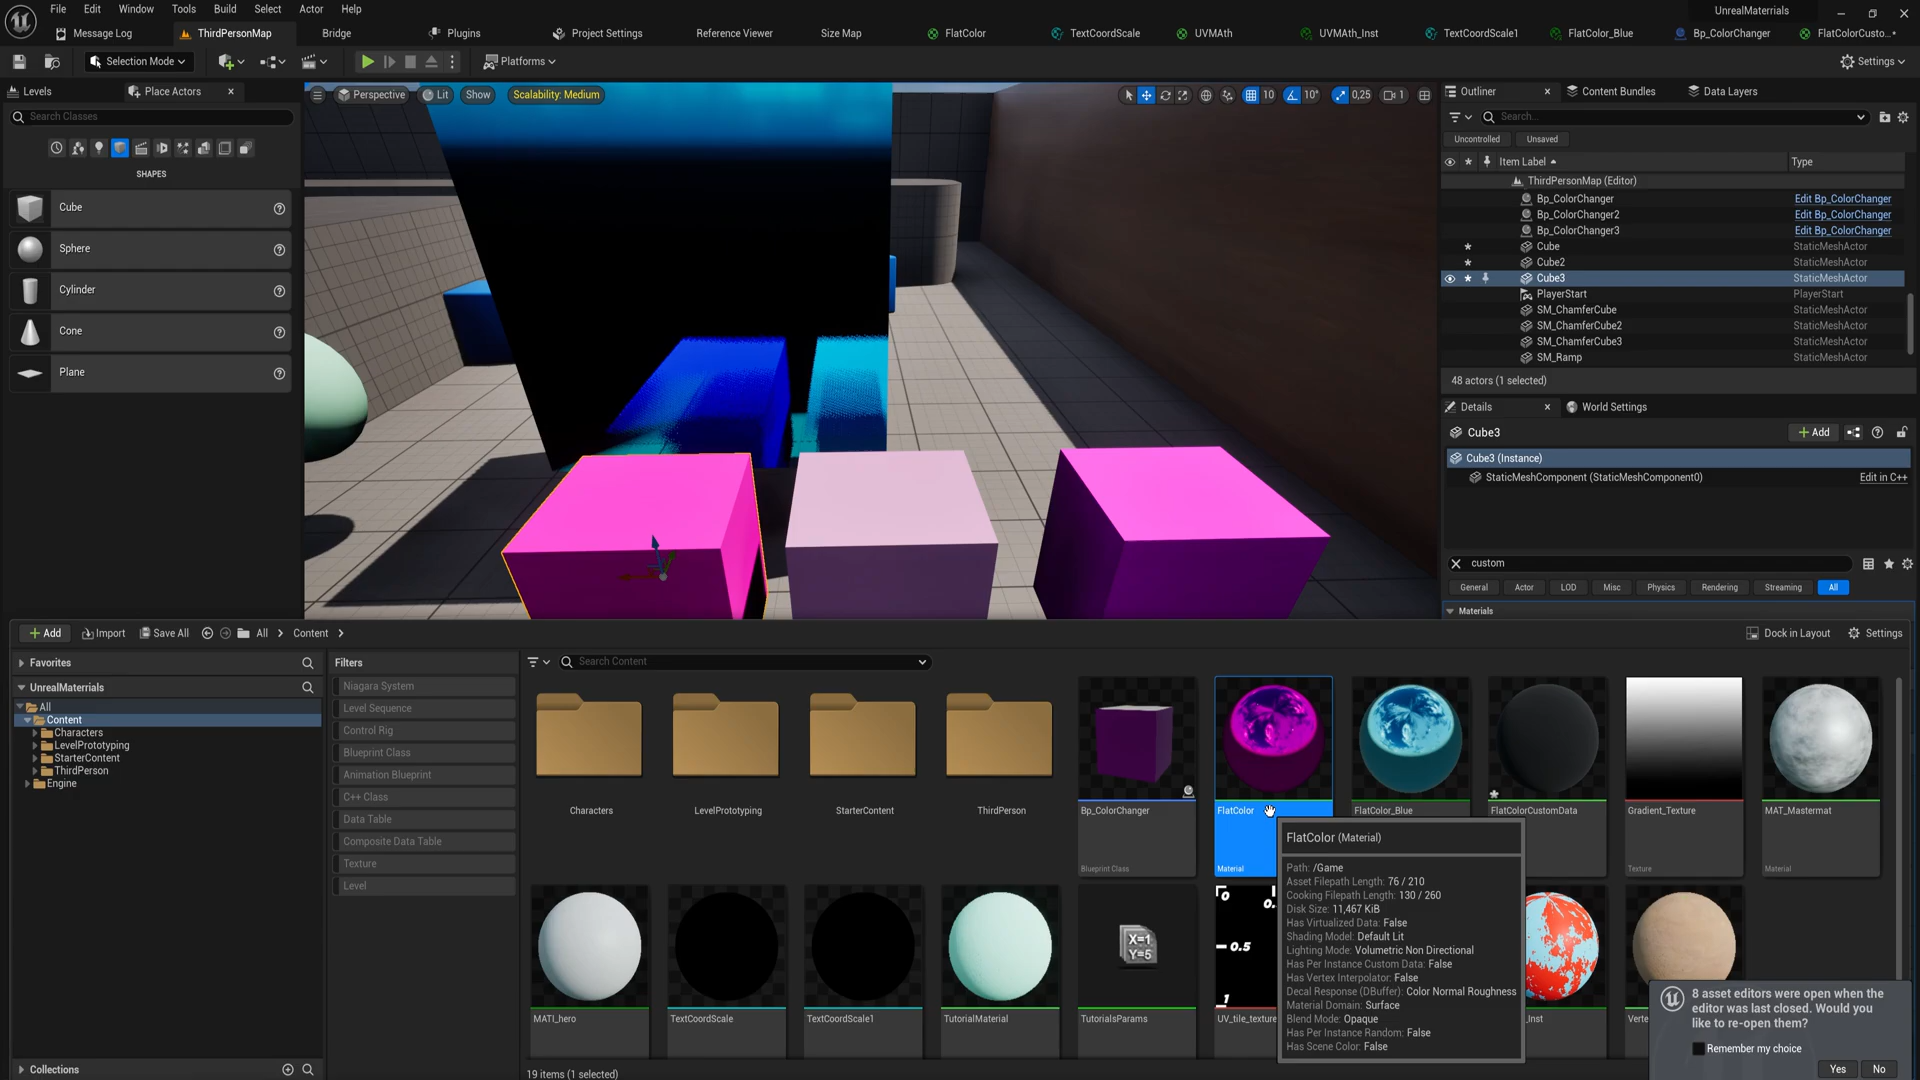 File Edit Window Tools Build Select Actor Help
UnrealMaterials
Message Log ThirdPersonMap Bridge Plugins Project Settings Reference Viewer Size Map FlatColor TextCoordScale UVMAth UVMAth_Inst TextCoordScale1 FlatColor_Blue Bp_ColorChanger FlatColorCusto...•
Selection Mode Platforms Settings
Levels Place Actors
Search Classes
SHAPES
Cube
Sphere
Cylinder
Cone
Plane
Perspective Lit Show Scalability: Medium 10 10° 0,25 1
Outliner Content Bundles Data Layers
Search...
Uncontrolled Unsaved
Item Label Type
ThirdPersonMap (Editor)
Bp_ColorChanger Edit Bp_ColorChanger
Bp_ColorChanger2 Edit Bp_ColorChanger
Bp_ColorChanger3 Edit Bp_ColorChanger
Cube StaticMeshActor
Cube2 StaticMeshActor
Cube3 StaticMeshActor
PlayerStart PlayerStart
SM_ChamferCube StaticMeshActor
SM_ChamferCube2 StaticMeshActor
SM_ChamferCube3 StaticMeshActor
SM_Ramp StaticMeshActor
48 actors (1 selected)
Details World Settings
Cube3 Add
Cube3 (Instance)
StaticMeshComponent (StaticMeshComponent0) Edit in C++
custom
General Actor LOD Misc Physics Rendering Streaming All
Materials
Add Import Save All All Content Dock in Layout Settings
Favorites
UnrealMaterials
All
Content
Characters
LevelPrototyping
StarterContent
ThirdPerson
Engine
Collections
Filters
Niagara System
Level Sequence
Control Rig
Blueprint Class
Animation Blueprint
C++ Class
Data Table
Composite Data Table
Texture
Level
Search Content
Characters LevelPrototyping StarterContent ThirdPerson Bp_ColorChanger FlatColor FlatColor_Blue FlatColorCustomData Gradient_Texture MAT_Mastermat
Blueprint Class Material Texture Material
X=1
Y=5
0 0.
0.5
1
MATI_hero TextCoordScale TextCoordScale1 TutorialMaterial TutorialsParams UV_tile_texture _Inst Verte
19 items (1 selected)
FlatColor (Material)
Path: /Game
Asset Filepath Length: 76 / 210
Cooking Filepath Length: 130 / 260
Disk Size: 11,467 KiB
Has Virtualized Data: False
Shading Model: Default Lit
Lighting Mode: Volumetric Non Directional
Has Per Instance Custom Data: False
Has Vertex Interpolator: False
Decal Response (DBuffer): Color Normal Roughness
Material Domain: Surface
Blend Mode: Opaque
Has Per Instance Random: False
Has Scene Color: False
8 asset editors were open when the
editor was last closed. Would you
like to re-open them?
Remember my choice
Yes No